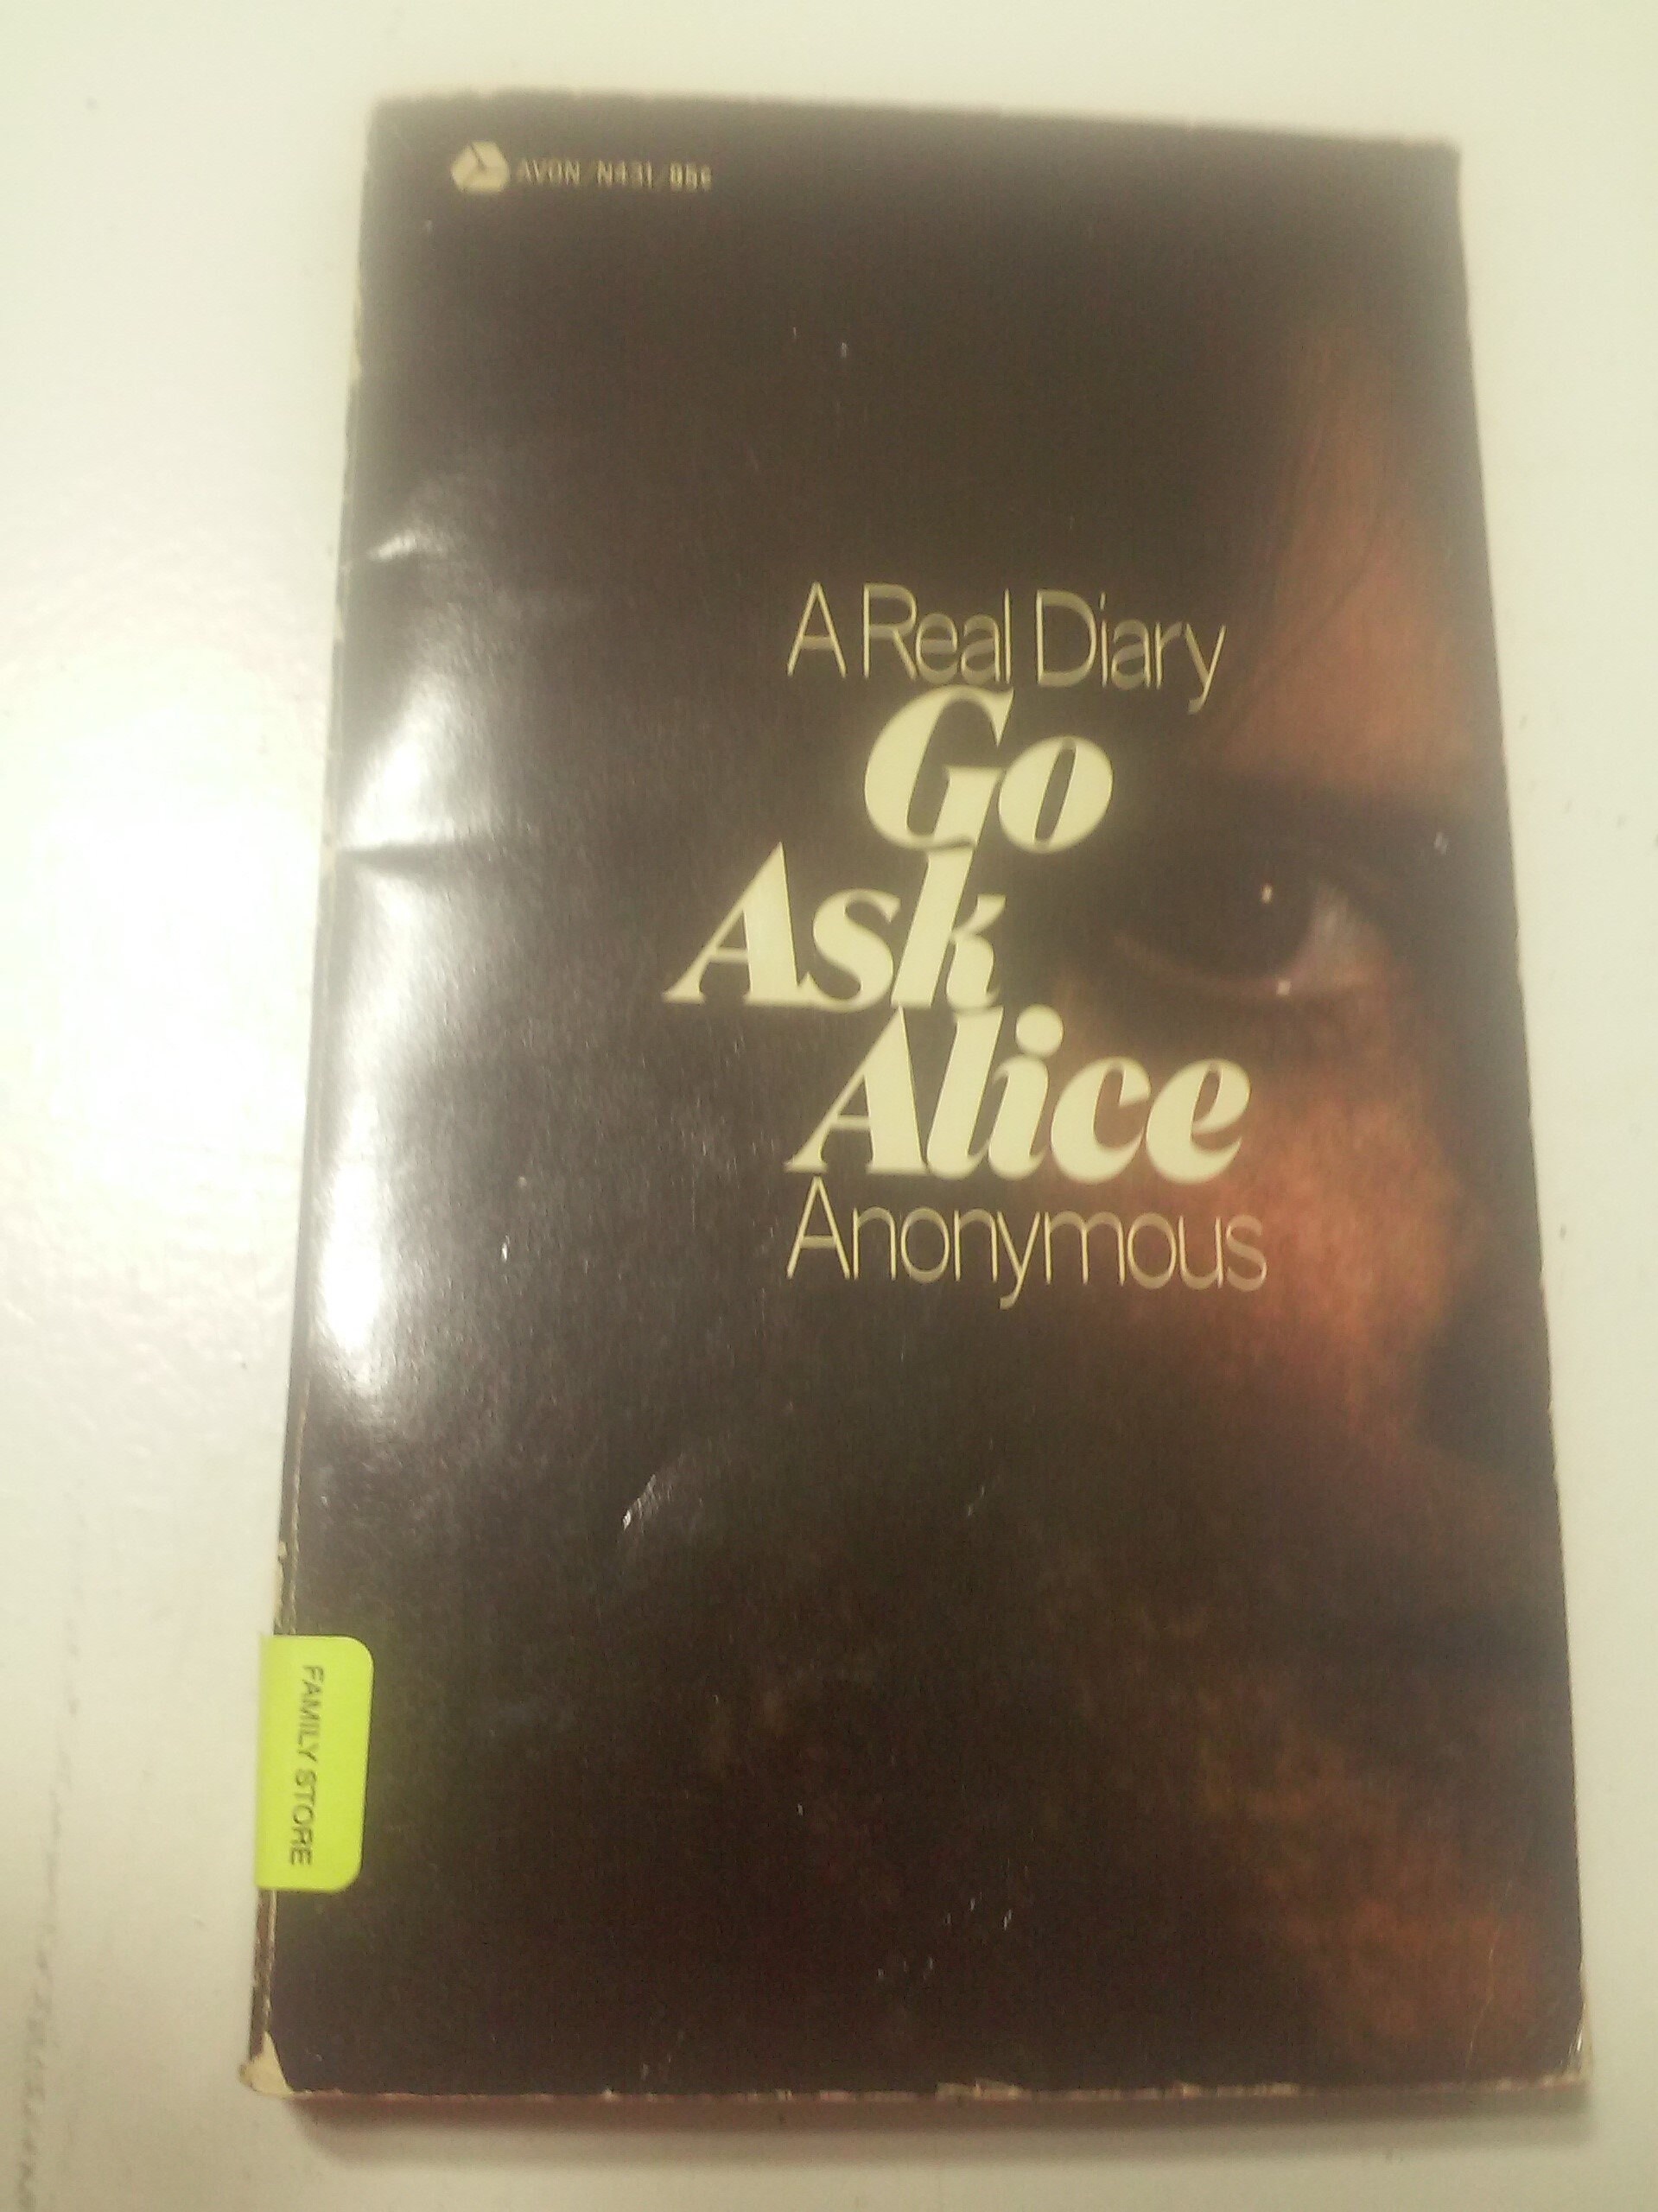 AVON/N431/95¢
A Real Diary
Go
Ask
Alice
Anonymous
FAMILY STORE